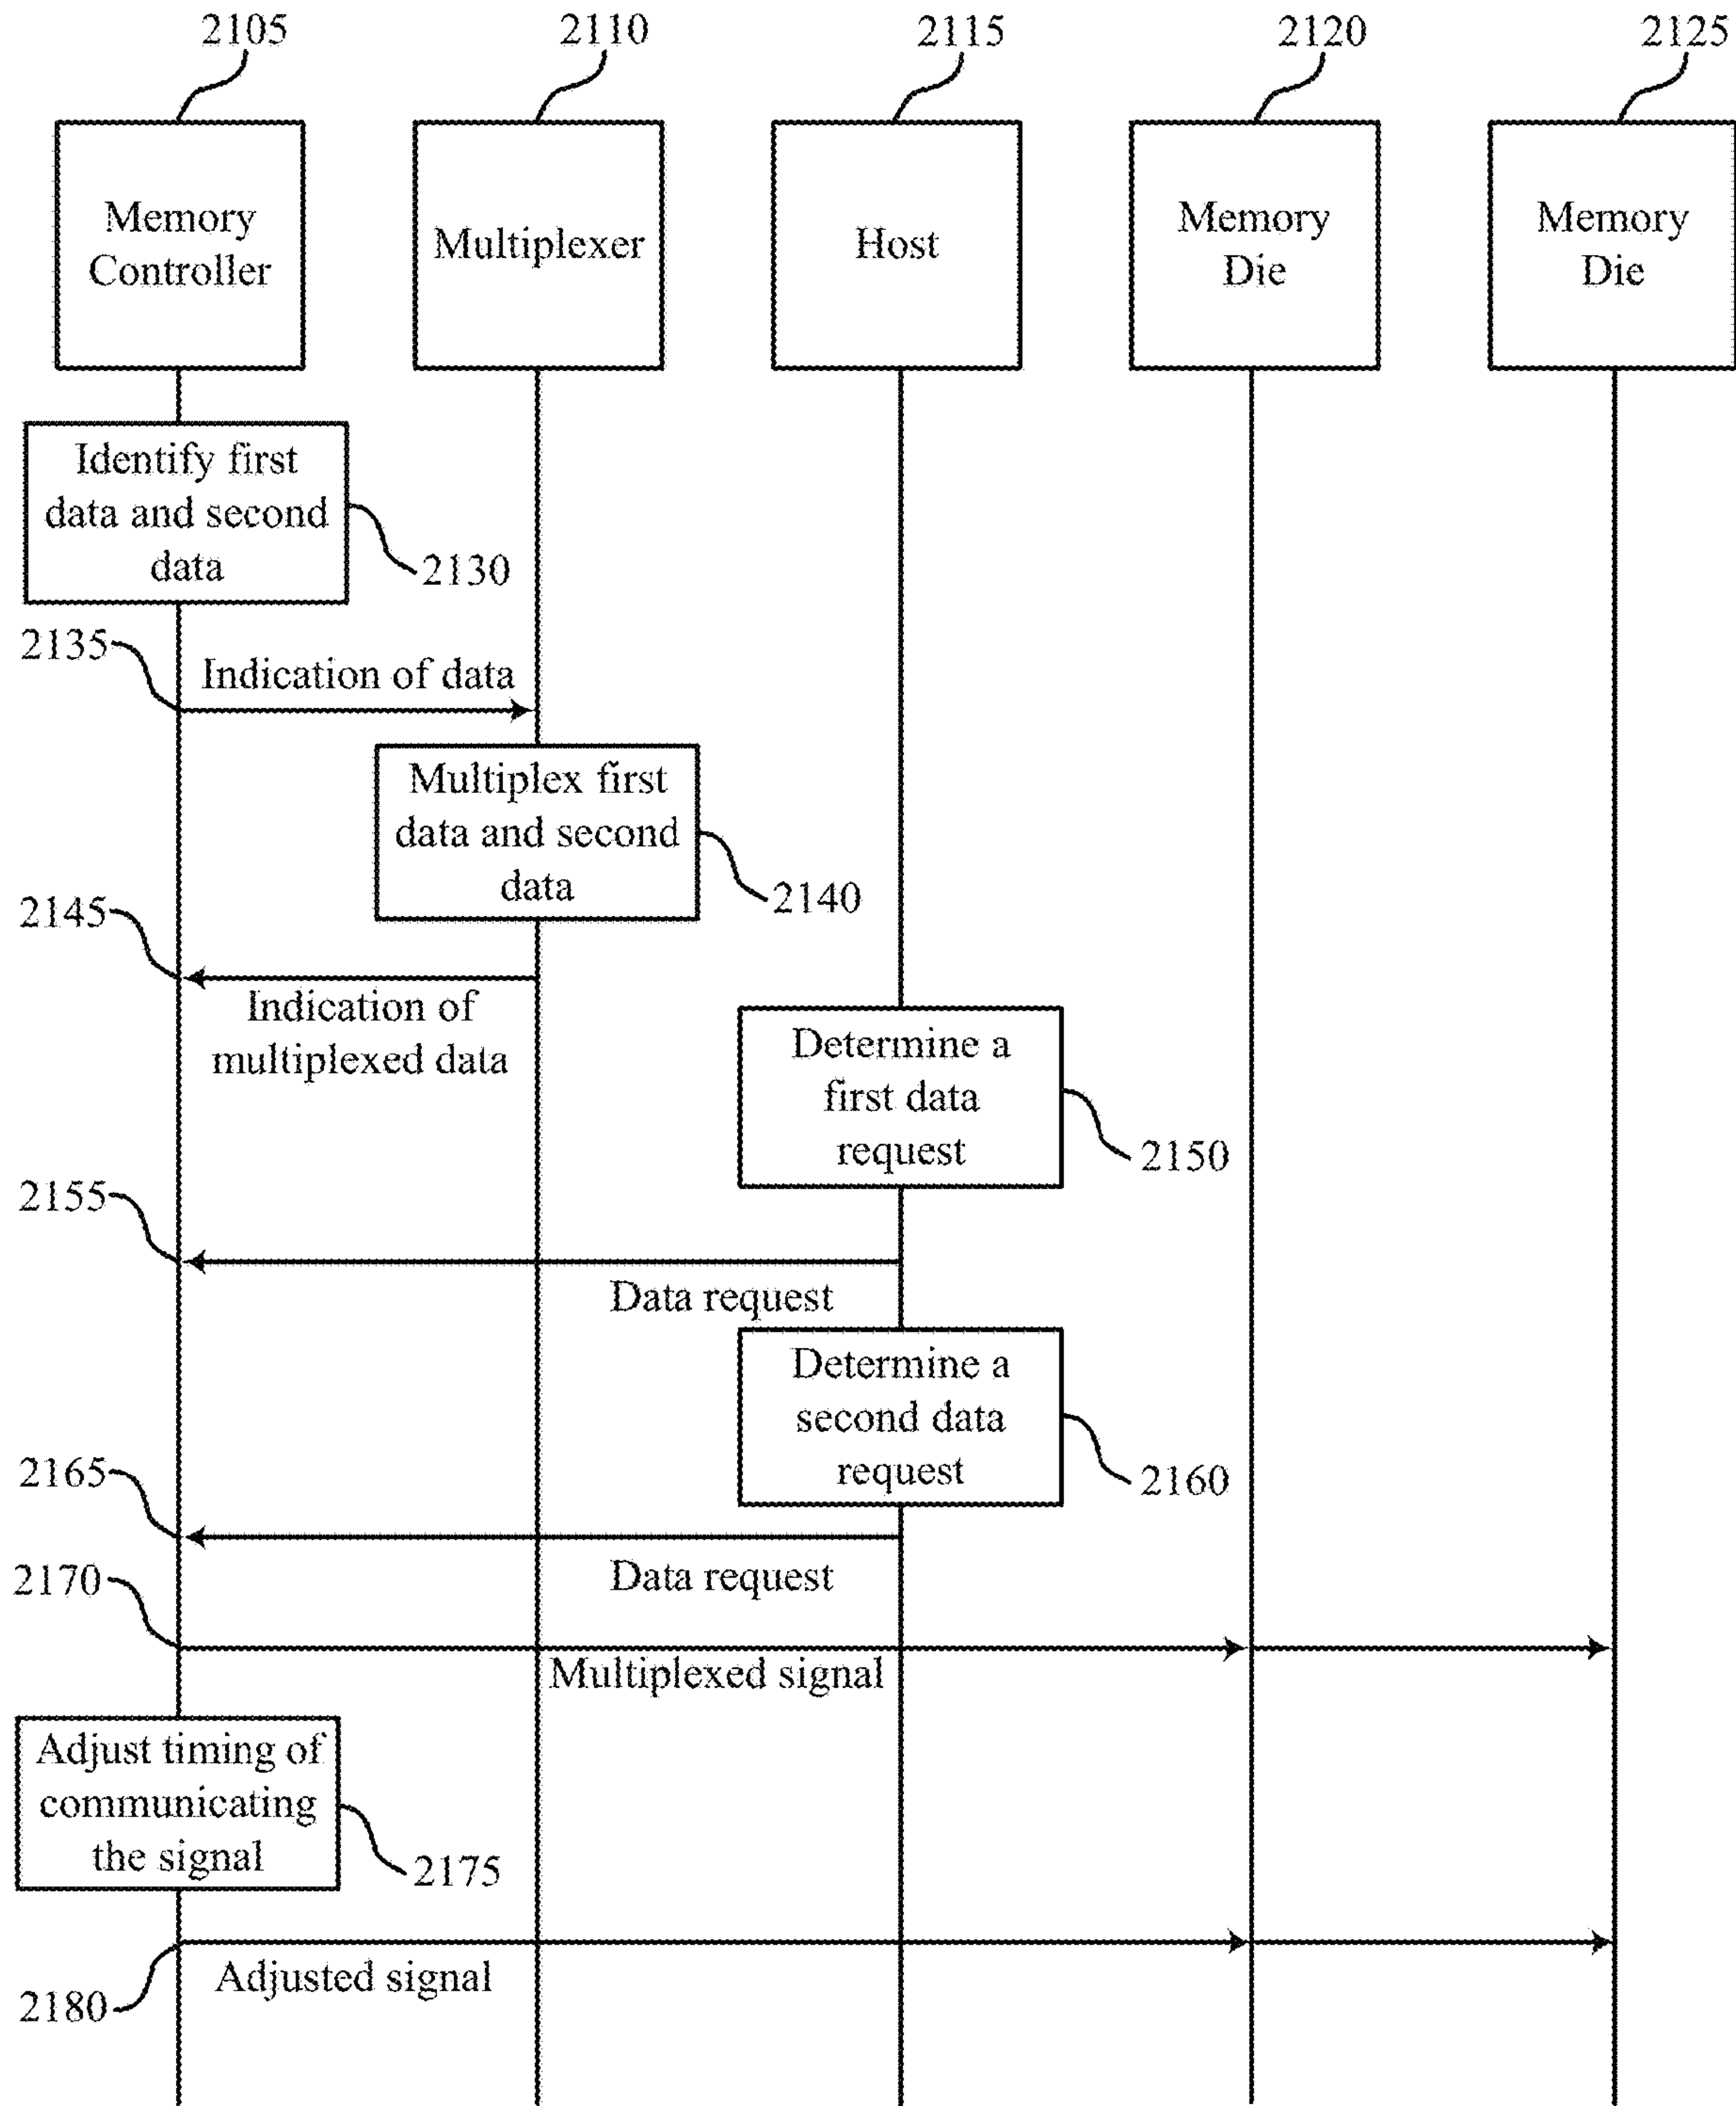 2105
2110
2115
2120
2125
Memory
Controller
Multiplexer
Host
Memory
Die
Memory
Die
Identify first
data and second
data
2130
2135
Indication of data
Multiplex first
data and second
data
2140
2145
Indication of
multiplexed data
Determine a
first data
request
2150
2155
Data request
Determine a
second data
request
2160
2165
Data request
2170
Multiplexed signal
Adjust timing of
communicating
the signal
2175
Adjusted signal
2180